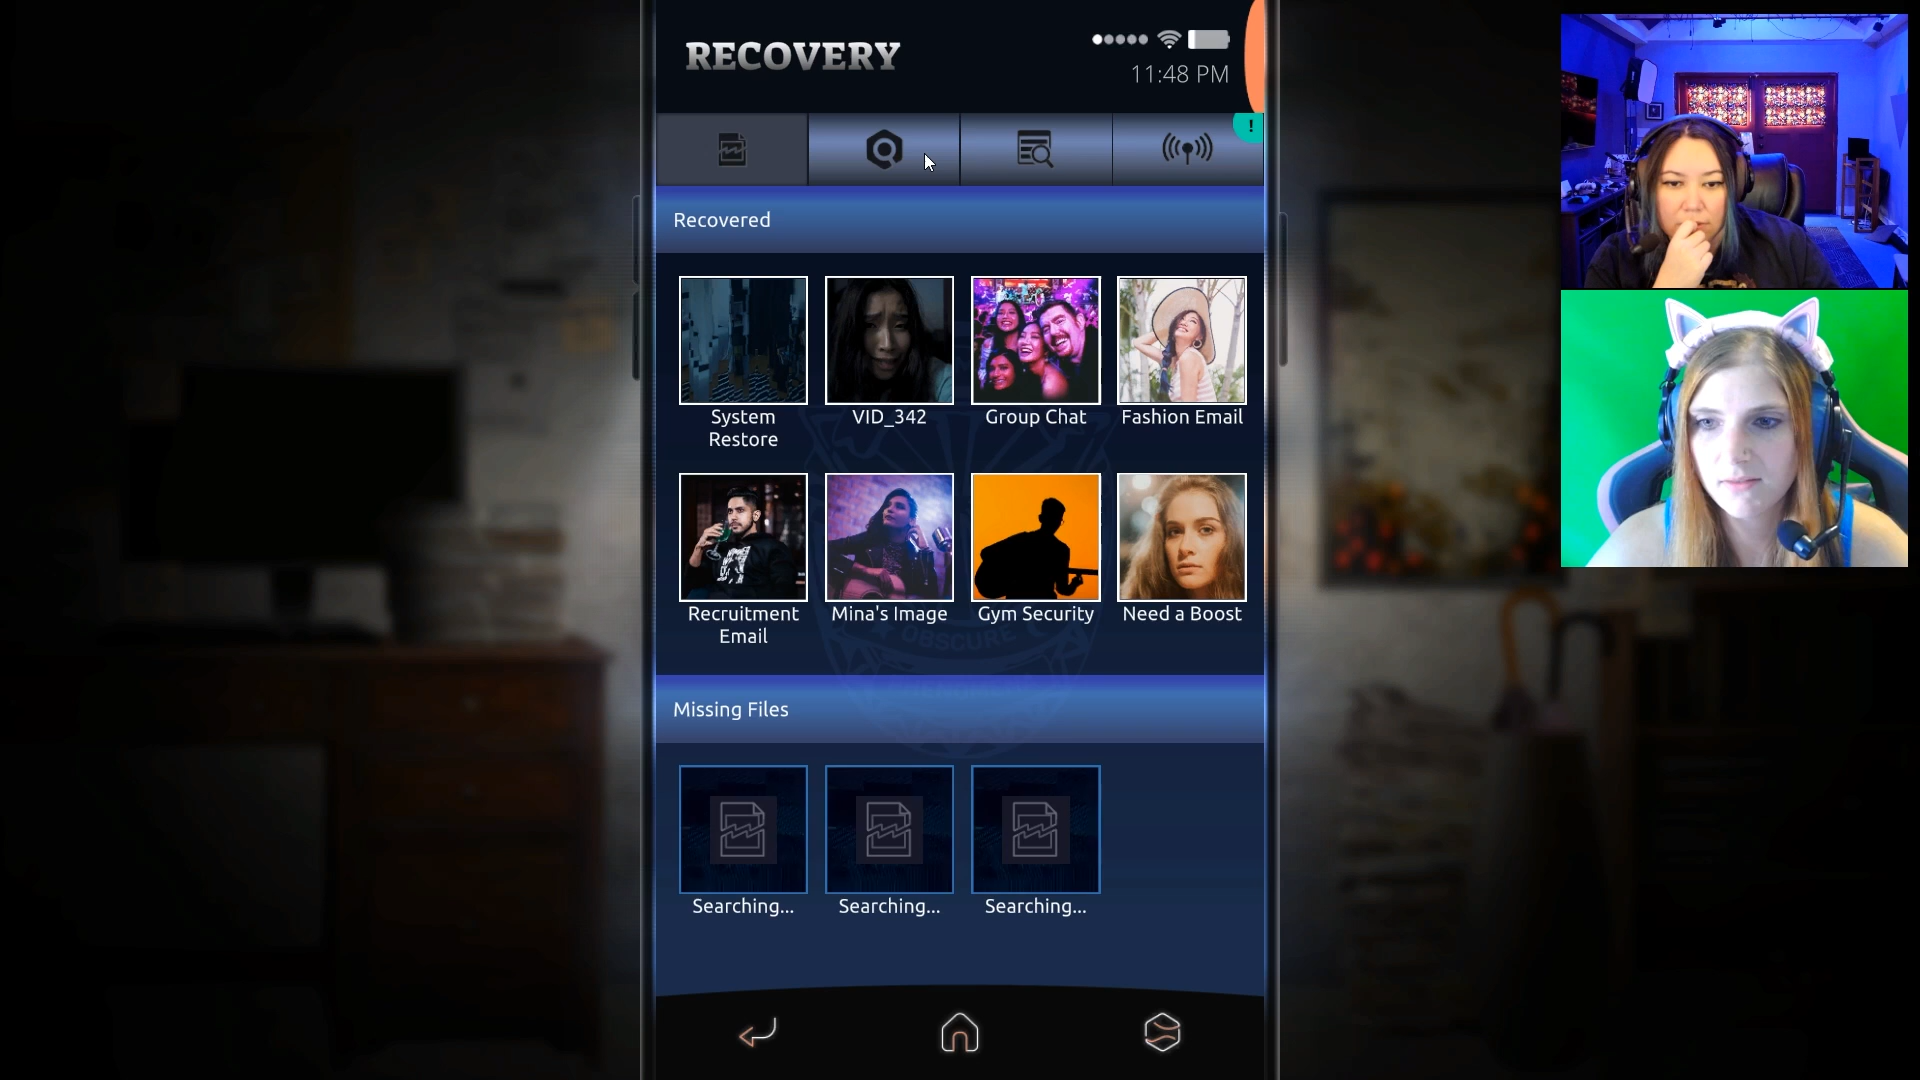 RECOVERY
11:48 PM
!
Recovered
System
Restore
VID_342
Group Chat
Fashion Email
Recruitment
Email
Mina's Image
Gym Security
Need a Boost
OBSCURE
Missing Files
Searching...
Searching...
Searching...